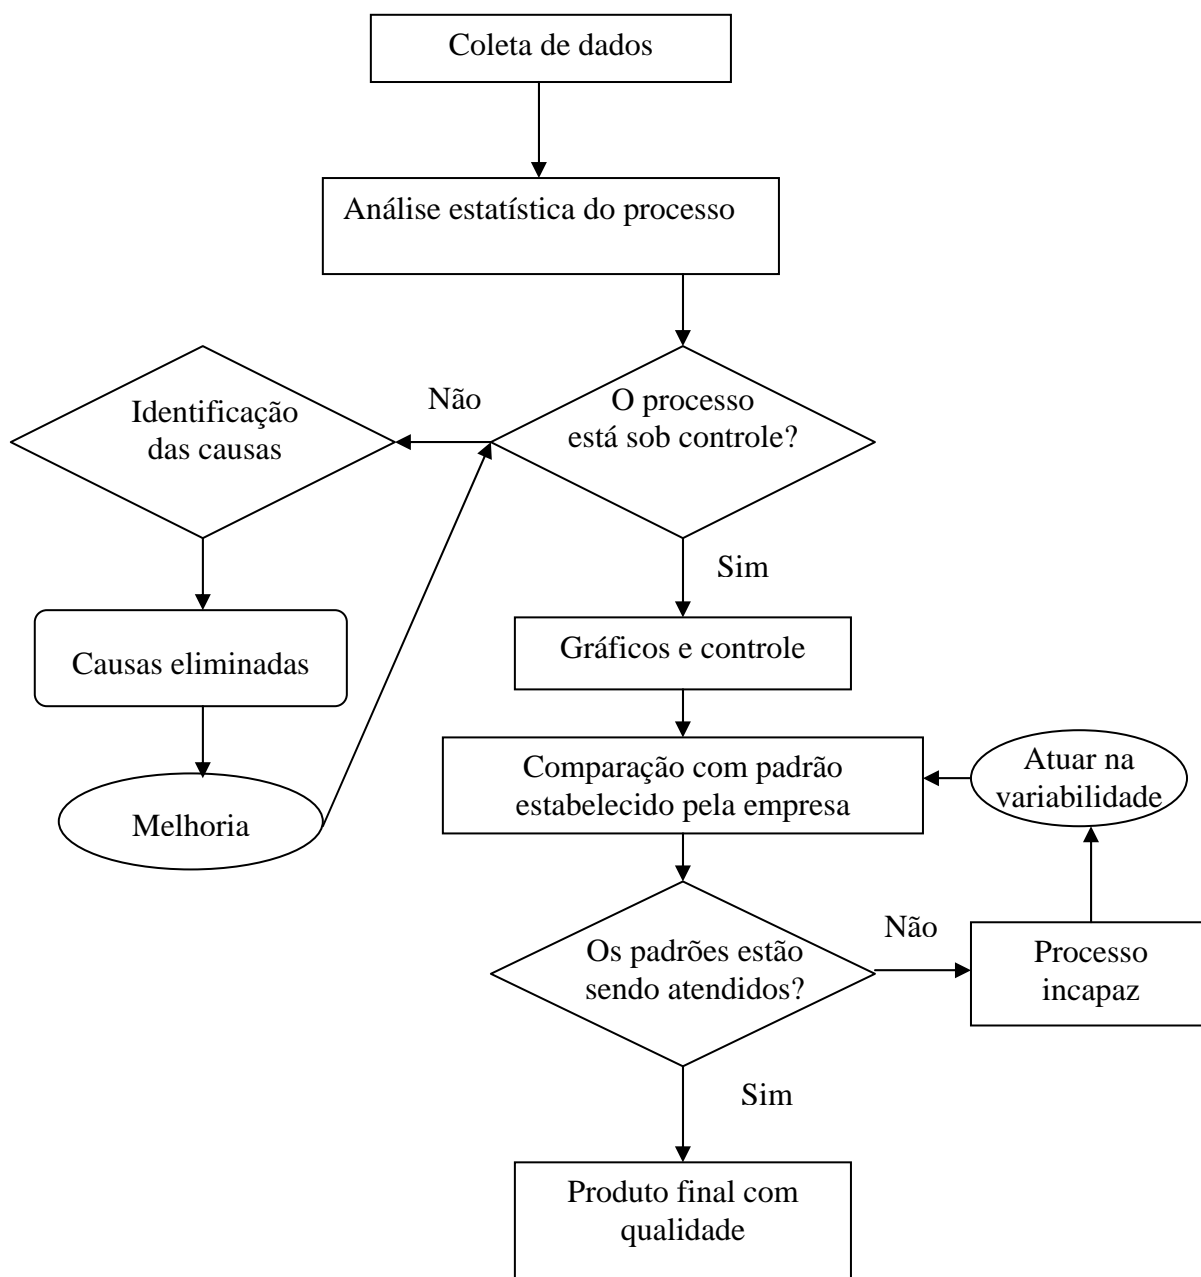 Coleta de dados
Análise estatística do processo
O processo
está sob controle?
Não
Identificação
das causas
Causas eliminadas
Melhoria
Sim
Gráficos e controle
Comparação com padrão
estabelecido pela empresa
Atuar na
variabilidade
Os padrões estão
sendo atendidos?
Não
Processo
incapaz
Sim
Produto final com
qualidade